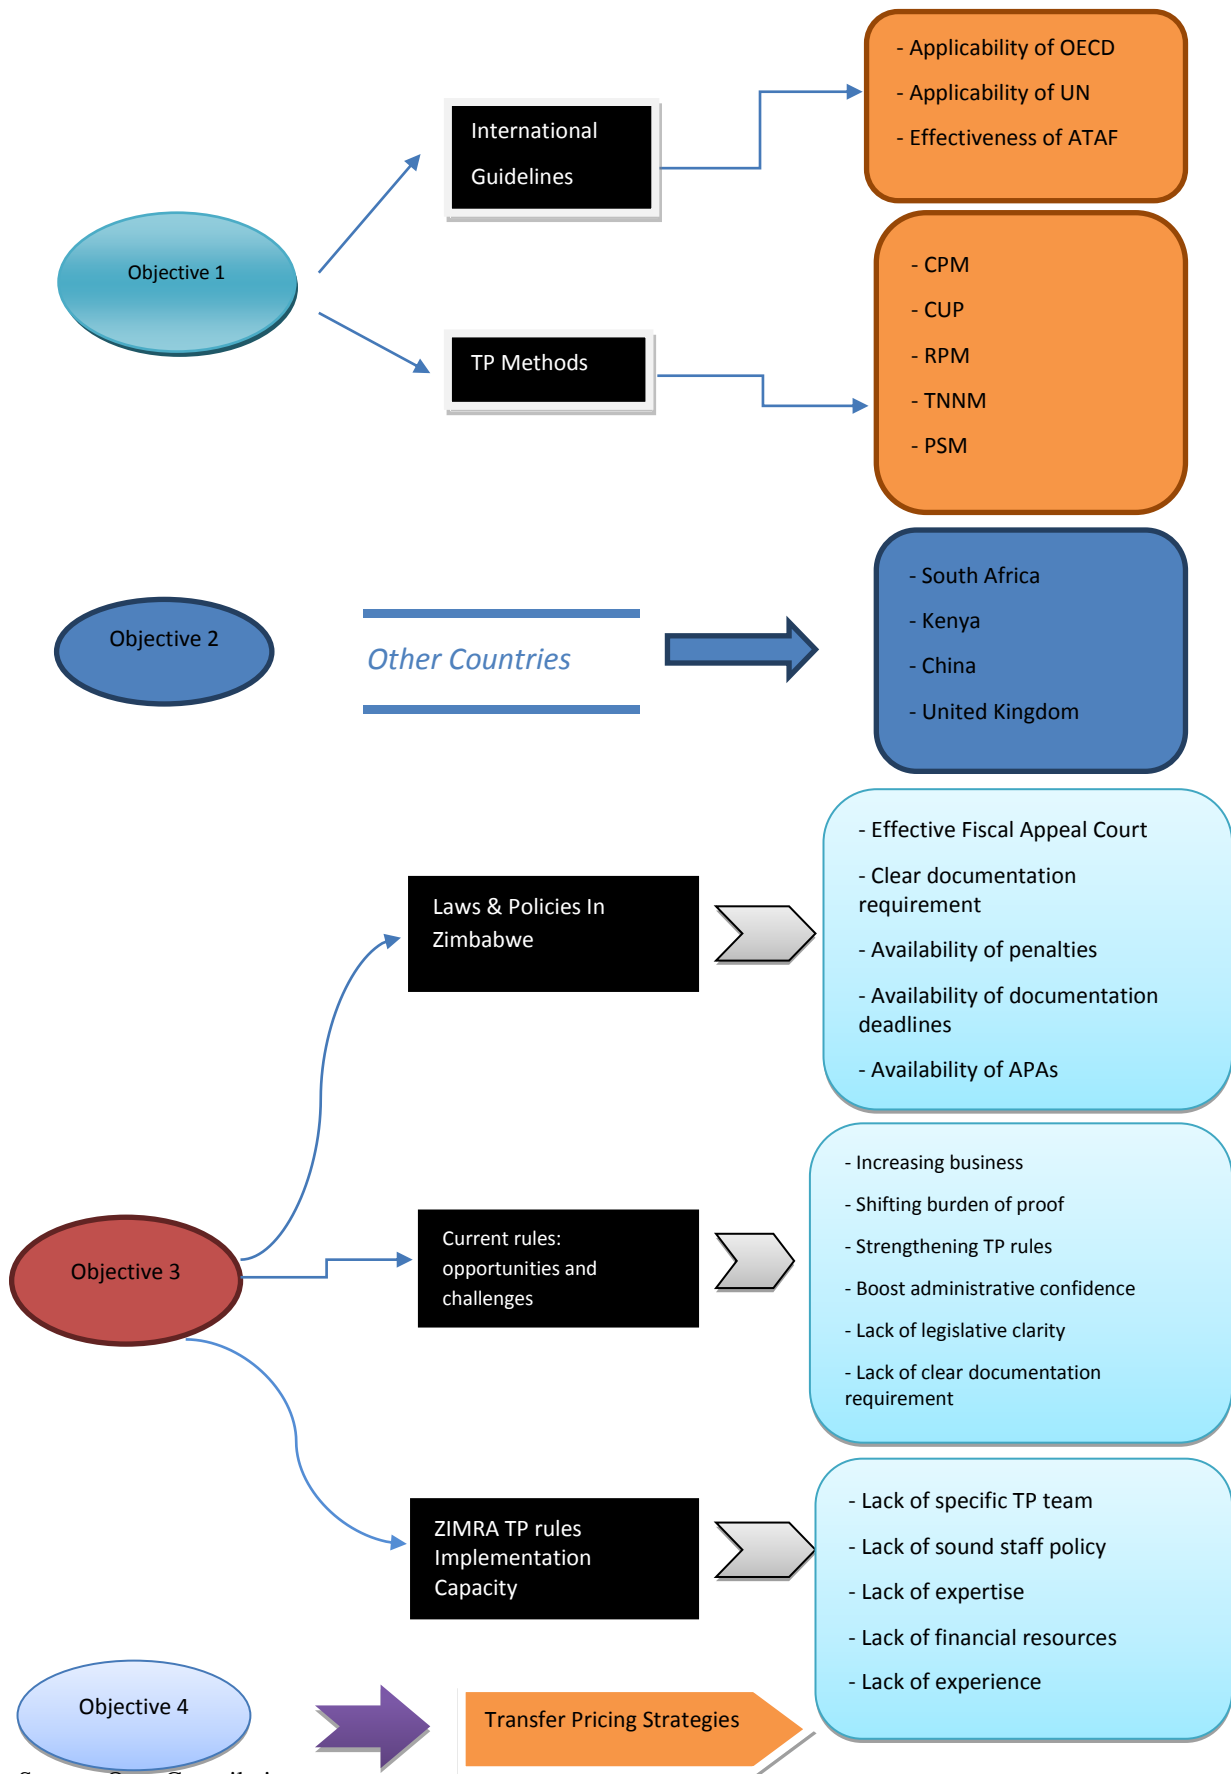 - Applicability of OECD
- Applicability of UN
- Effectiveness of ATAF
International
Guidelines
Objective 1
- CPM
- CUP
- RPM
- TNNM
- PSM
TP Methods
Objective 2
Other Countries
- South Africa
- Kenya
- China
- United Kingdom
Laws & Policies In
Zimbabwe
- Effective Fiscal Appeal Court
- Clear documentation
requirement
- Availability of penalties
- Availability of documentation
deadlines
- Availability of APAs
Objective 3
Current rules:
opportunities and
challenges
- Increasing business
- Shifting burden of proof
- Strengthening TP rules
- Boost administrative confidence
- Lack of legislative clarity
- Lack of clear documentation
requirement
ZIMRA TP rules
Implementation
Capacity
- Lack of specific TP team
- Lack of sound staff policy
- Lack of expertise
- Lack of financial resources
- Lack of experience
Objective 4
Transfer Pricing Strategies